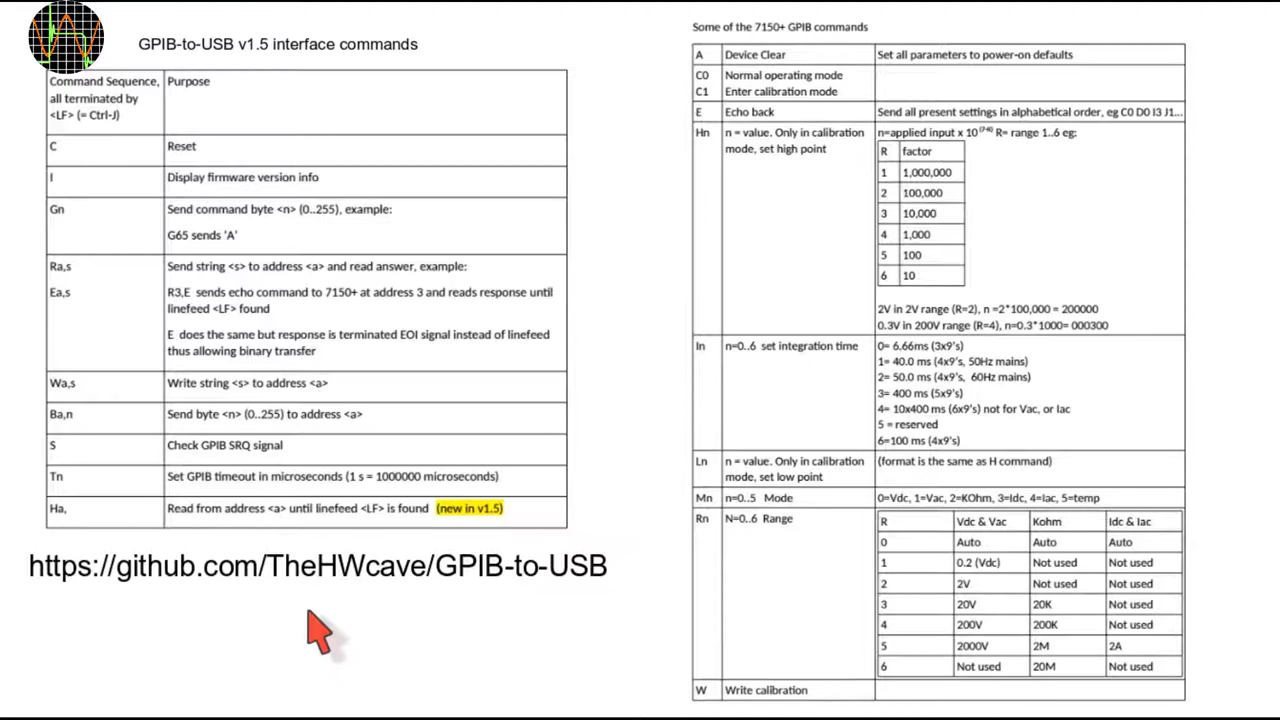 GPIB-to-USB v1.5 interface commands
Command Sequence, Purpose
all terminated by
<LF> (= Ctrl-J)
C Reset
I Display firmware version info
Gn Send command byte <n> (0..255), example:
G65 sends 'A'
Ra,s Send string <s> to address <a> and read answer, example:
Ea,s R3,E sends echo command to 7150+ at address 3 and reads response until
linefeed <LF> found
E does the same but response is terminated EOI signal instead of linefeed
thus allowing binary transfer
Wa,s Write string <s> to address <a>
Ba,n Send byte <n> (0..255) to address <a>
S Check GPIB SRQ signal
Tn Set GPIB timeout in microseconds (1 s = 1000000 microseconds)
Ha, Read from address <a> until linefeed <LF> is found (new in v1.5)
https://github.com/TheHWcave/GPIB-to-USB
Some of the 7150+ GPIB commands
A Device Clear Set all parameters to power-on defaults
C0 Normal operating mode
C1 Enter calibration mode
E Echo back Send all present settings in alphabetical order, eg C0 D0 I3 J1...
Hn n = value. Only in calibration n=applied input x 10^(7-R) R= range 1..6 eg:
mode, set high point
R factor
1 1,000,000
2 100,000
3 10,000
4 1,000
5 100
6 10
2V in 2V range (R=2), n =2*100,000 = 200000
0.3V in 200V range (R=4), n=0.3*1000= 000300
In n=0..6 set integration time 0= 6.66ms (3x9's)
1= 40.0 ms (4x9's, 50Hz mains)
2= 50.0 ms (4x9's, 60Hz mains)
3= 400 ms (5x9's)
4= 10x400 ms (6x9's) not for Vac, or Iac
5 = reserved
6=100 ms (4x9's)
Ln n = value. Only in calibration (format is the same as H command)
mode, set low point
Mn n=0..5 Mode 0=Vdc, 1=Vac, 2=KOhm, 3=Idc, 4=Iac, 5=temp
Rn N=0..6 Range R Vdc & Vac Kohm Idc & Iac
0 Auto Auto Auto
1 0.2 (Vdc) Not used Not used
2 2V Not used Not used
3 20V 20K Not used
4 200V 200K Not used
5 2000V 2M 2A
6 Not used 20M Not used
W Write calibration